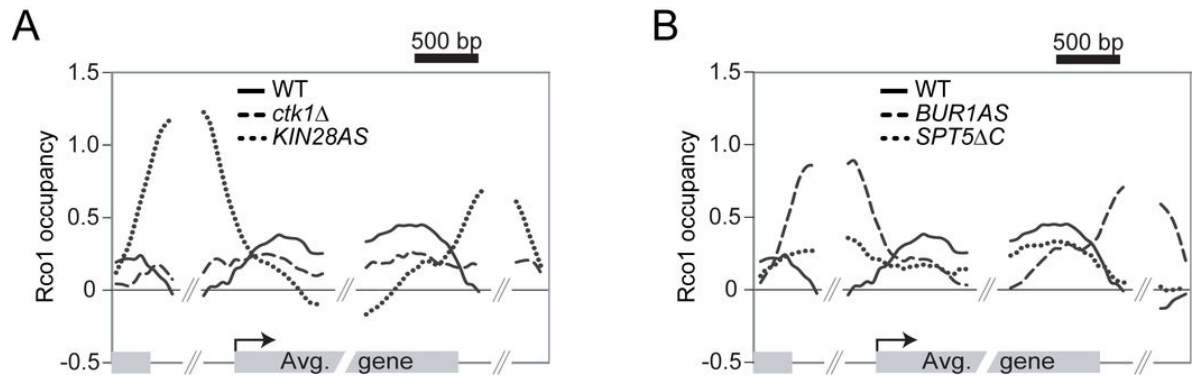 A
500 bp
1.5
1.0
0.5
0
-0.5
Rco1 occupancy
WT
ctk1Δ
KIN28AS
Avg. gene
B
500 bp
1.5
1.0
0.5
0
-0.5
Rco1 occupancy
WT
BUR1AS
SPT5ΔC
Avg. gene